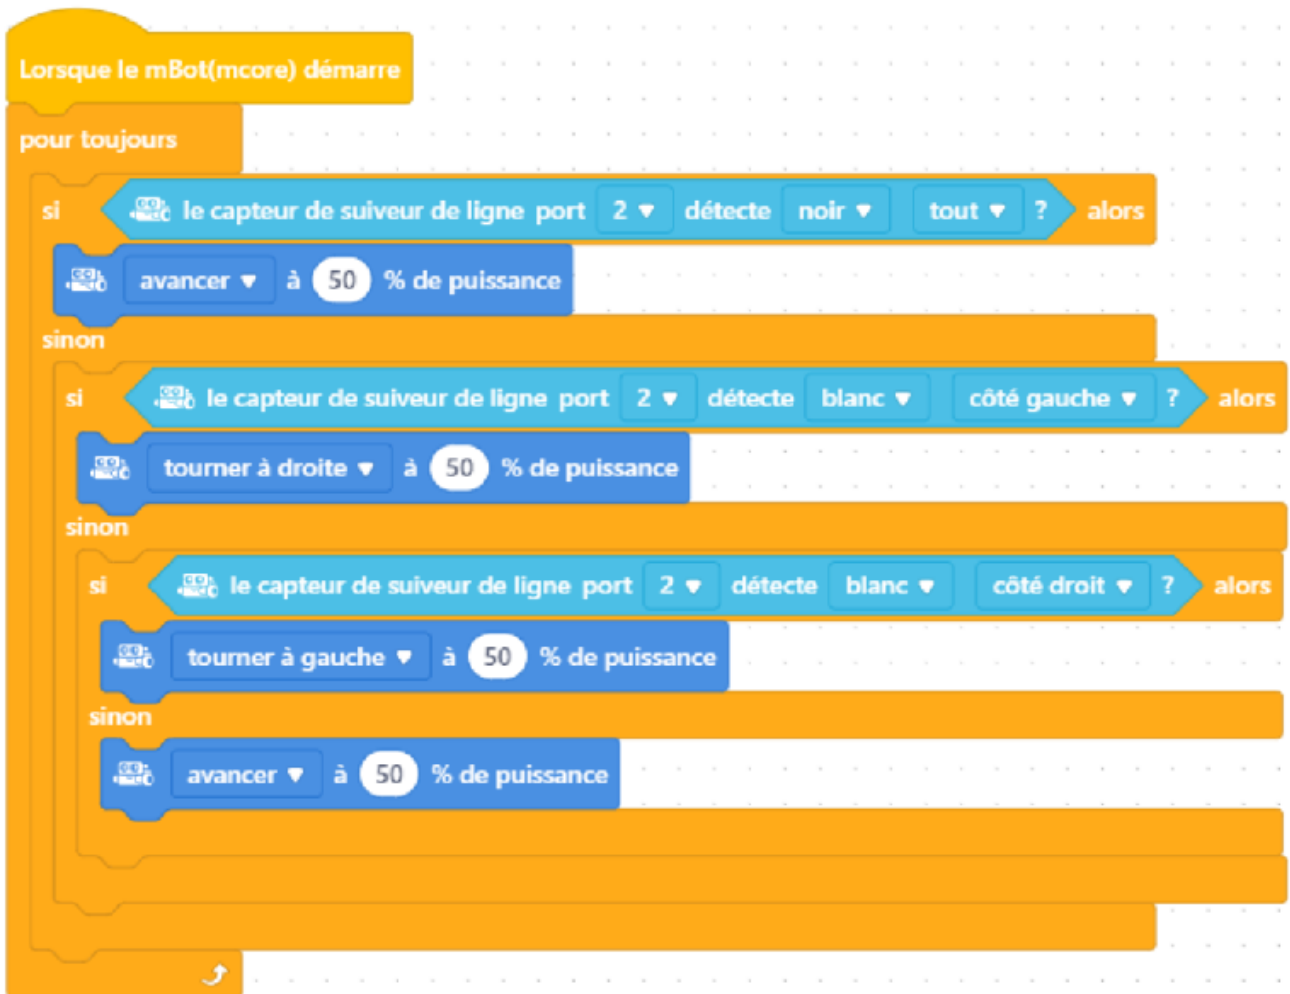 Lorsque le mBot(mcore) démarre
pour toujours
si le capteur de suiveur de ligne port 2 détecte noir tout ? alors
avancer à 50 % de puissance
sinon
si le capteur de suiveur de ligne port 2 détecte blanc côté gauche ? alors
tourner à droite à 50 % de puissance
sinon
si le capteur de suiveur de ligne port 2 détecte blanc côté droit ? alors
tourner à gauche à 50 % de puissance
sinon
avancer à 50 % de puissance